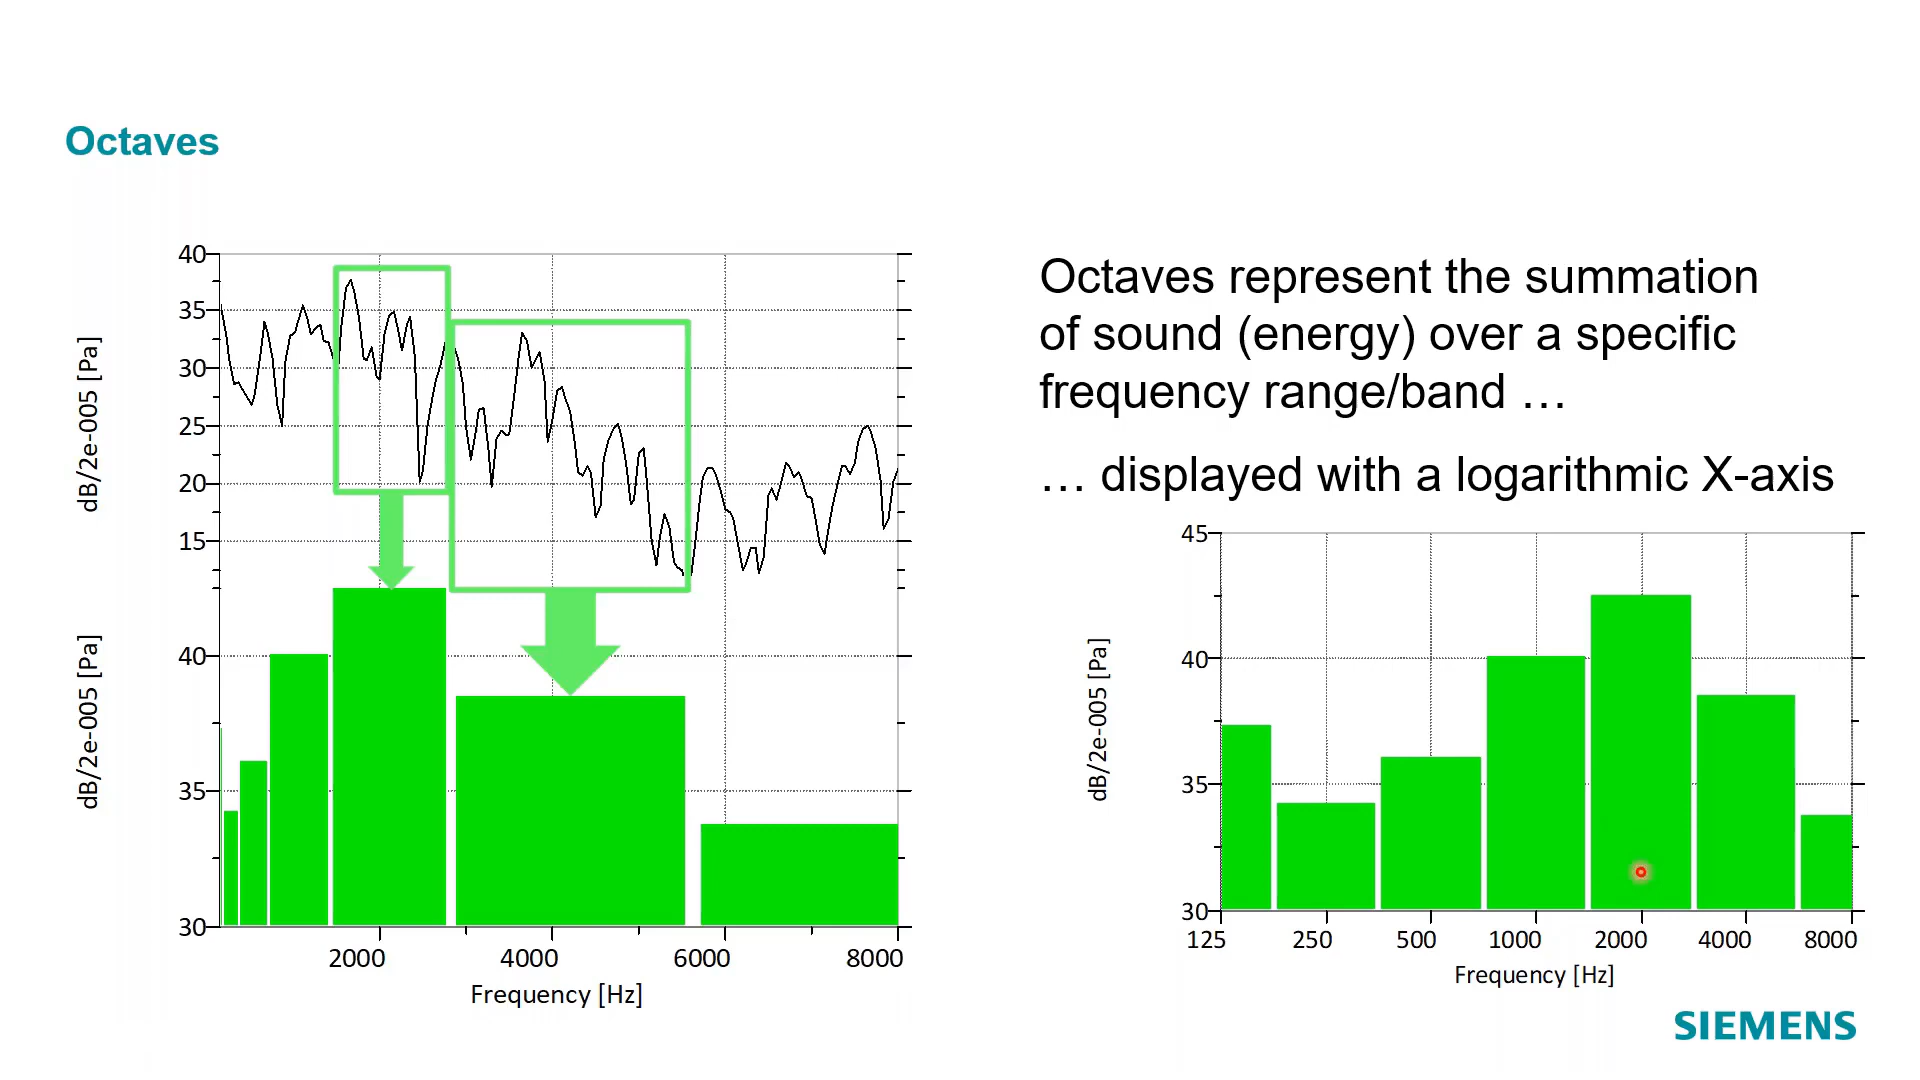 Octaves
40
35
30
25
20
15
dB/2e-005 [Pa]
40
35
30
dB/2e-005 [Pa]
2000 4000 6000 8000
Frequency [Hz]
Octaves represent the summation
of sound (energy) over a specific
frequency range/band …
… displayed with a logarithmic X-axis
45
40
35
30
dB/2e-005 [Pa]
125 250 500 1000 2000 4000 8000
Frequency [Hz]
SIEMENS